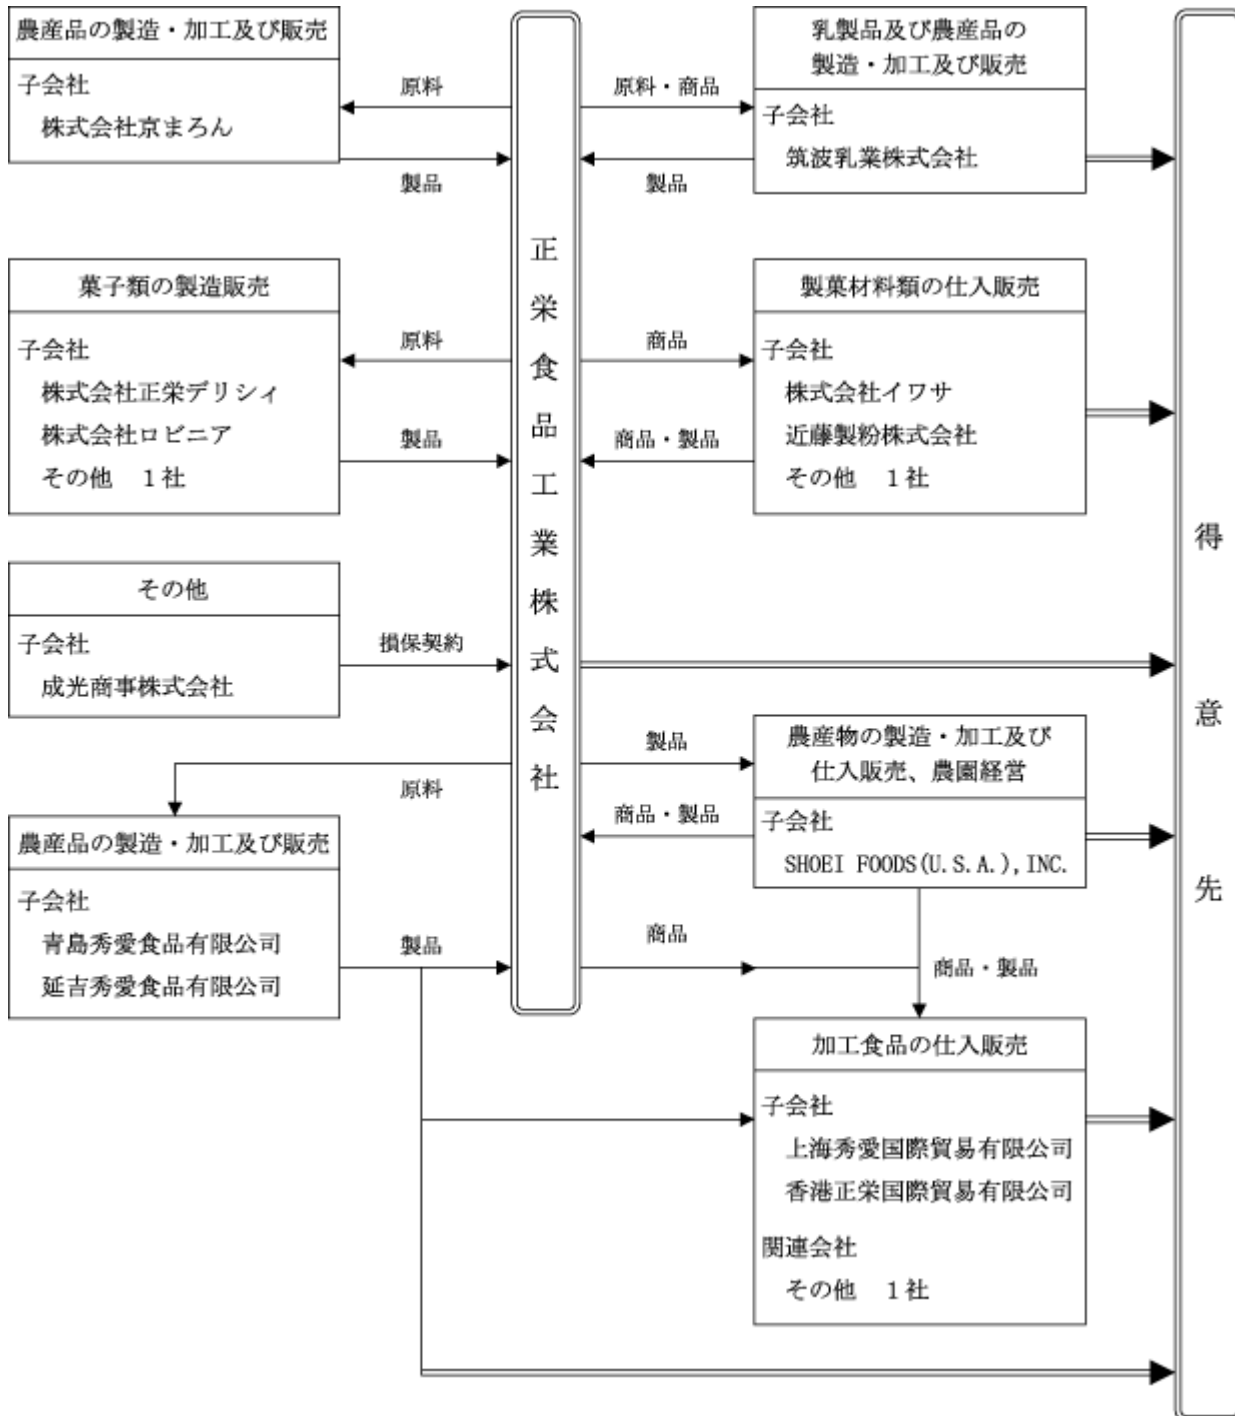 農産品の製造・加工及び販売
子会社
株式会社京まろん
原料
製品
乳製品及び農産品の
製造・加工及び販売
子会社
筑波乳業株式会社
原料・商品
製品
菓子類の製造販売
子会社
株式会社正栄デリシィ
株式会社ロビニア
その他 1社
原料
製品
製菓材料類の仕入販売
子会社
株式会社イワサ
近藤製粉株式会社
その他 1社
商品
商品・製品
正栄食品工業株式会社
得意先
その他
子会社
成光商事株式会社
損保契約
農産物の製造・加工及び
仕入販売、農園経営
子会社
SHOEI FOODS(U.S.A.),INC.
製品
商品・製品
原料
農産品の製造・加工及び販売
子会社
青島秀愛食品有限公司
延吉秀愛食品有限公司
製品
商品
商品・製品
加工食品の仕入販売
子会社
上海秀愛国際貿易有限公司
香港正栄国際貿易有限公司
関連会社
その他 1社